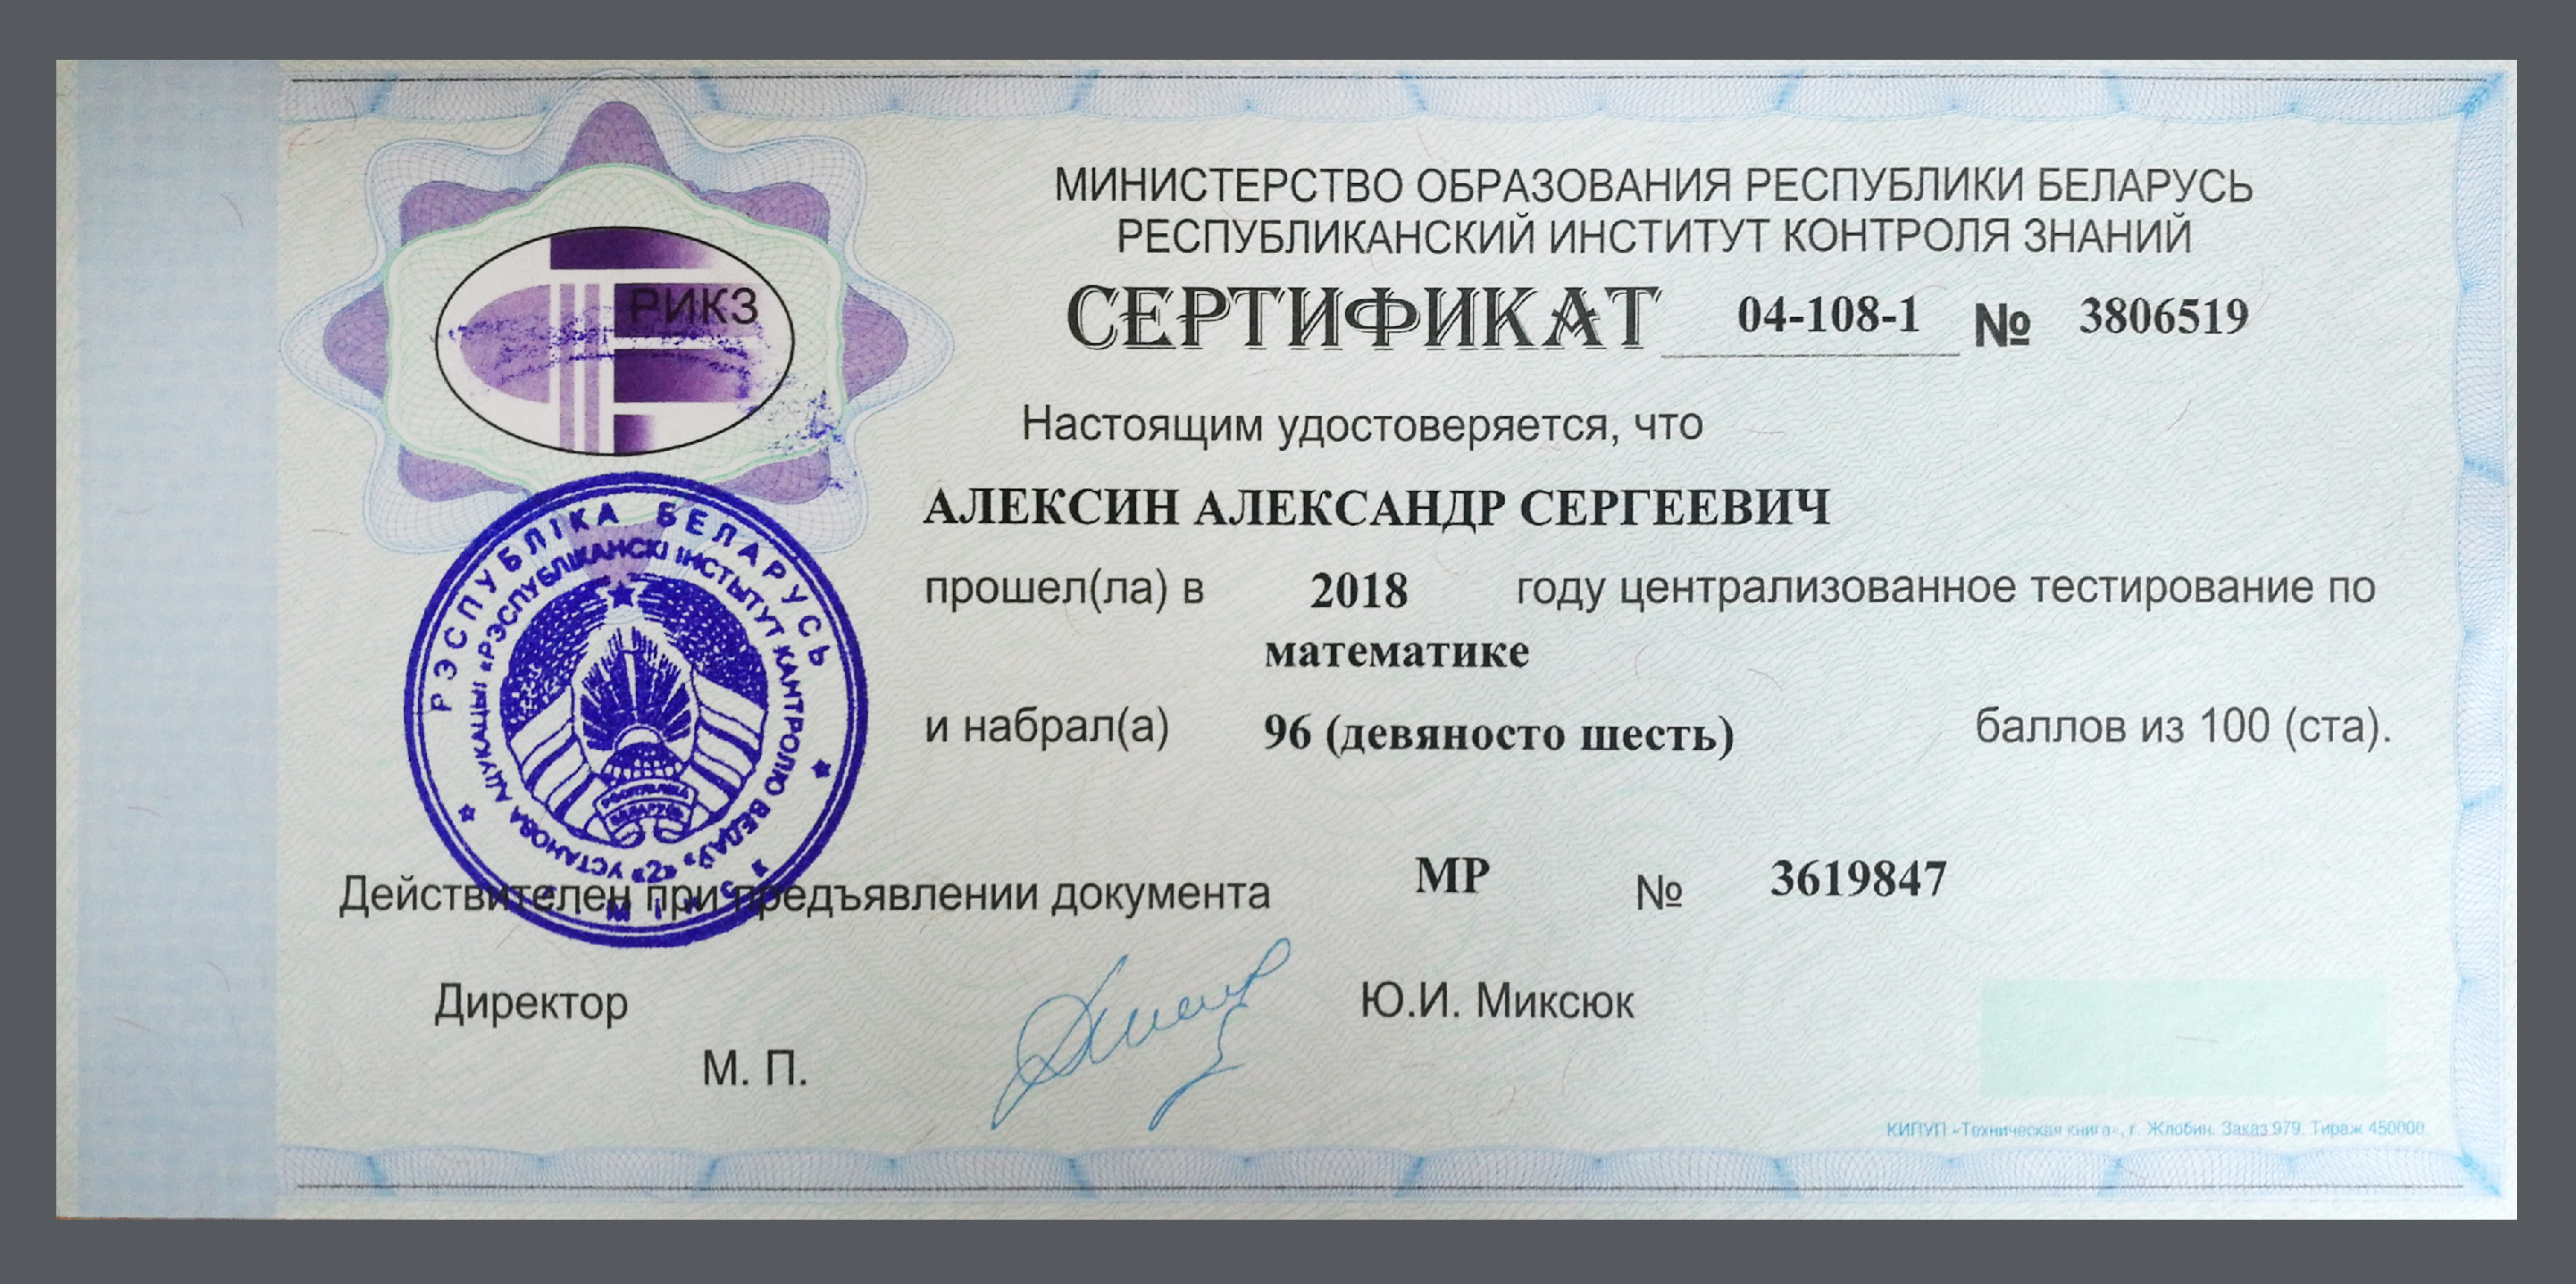 МИНИСТЕРСТВО ОБРАЗОВАНИЯ РЕСПУБЛИКИ БЕЛАРУСЬ
РЕСПУБЛИКАНСКИЙ ИНСТИТУТ КОНТРОЛЯ ЗНАНИЙ
РИКЗ
СЕРТИФИКАТ 04-108-1 № 3806519
Настоящим удостоверяется, что
АЛЕКСИН АЛЕКСАНДР СЕРГЕЕВИЧ
прошел(ла) в 2018 году централизованное тестирование по
математике
и набрал(а) 96 (девяносто шесть) баллов из 100 (ста).
РЭСПУБЛІКА БЕЛАРУСЬ
УСТАНОВА АДУКАЦЫІ «РЭСПУБЛІКАНСКІ ІНСТЫТУТ КАНТРОЛЮ ВЕДАЎ» «2»
Действителен при предъявлении документа МР № 3619847
Директор Ю.И. Миксюк
М. П.
КИПУП «Техническая книга», г. Жлобин. Заказ 979. Тираж 450000